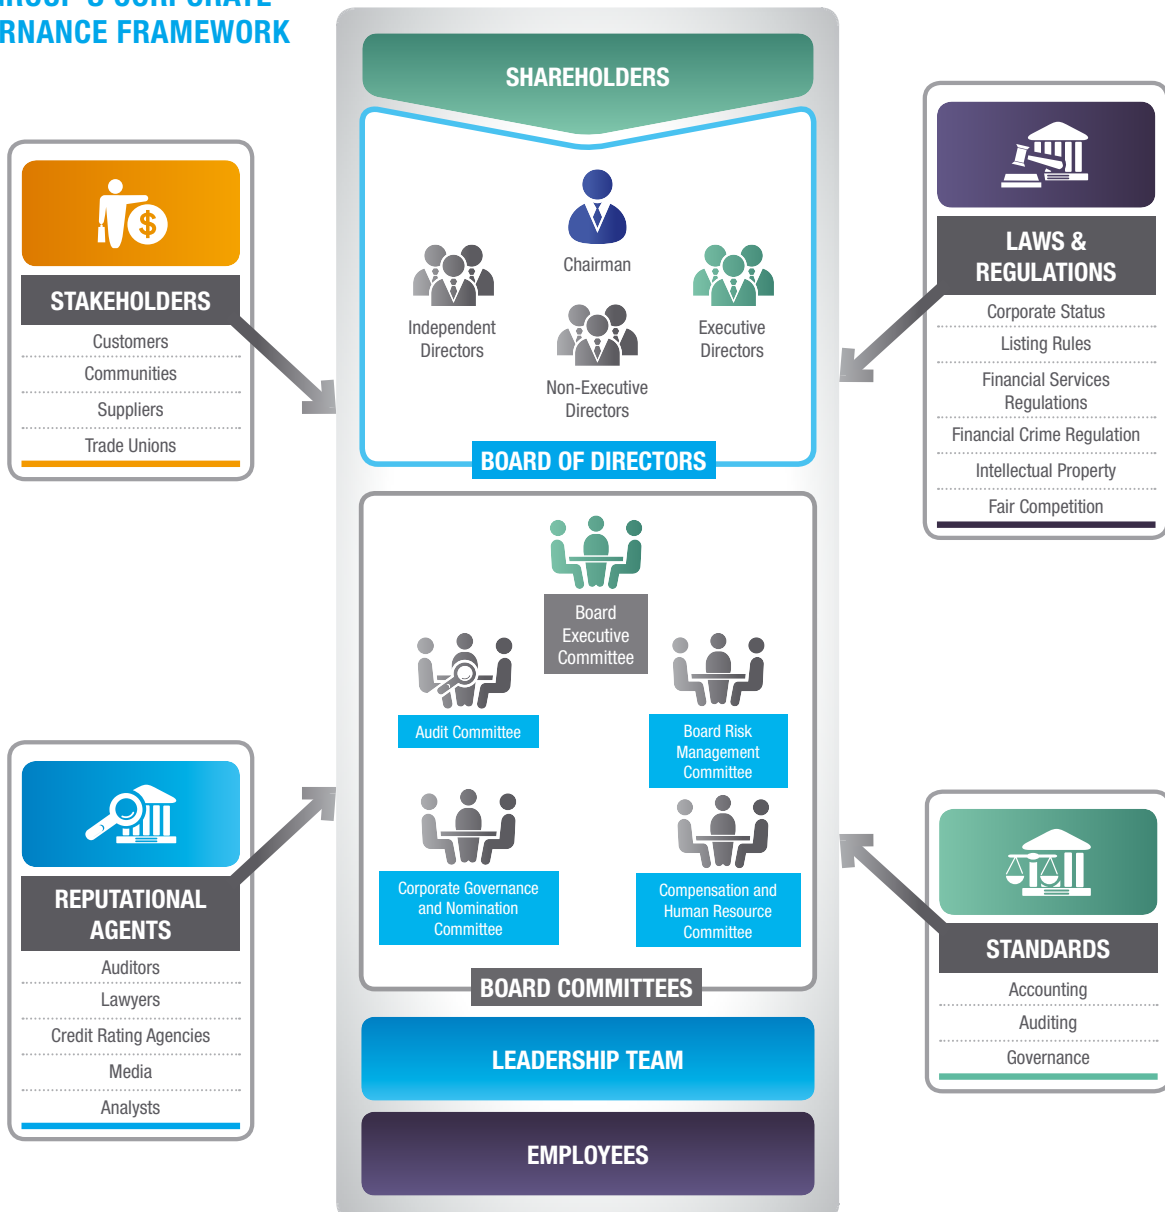 CORPORATE
FRAMEWORK
SHAREHOLDERS
Chairman
Independent
Directors
Executive
Directors
Non-Executive
Directors
BOARD OF DIRECTORS
STAKEHOLDERS
Customers
Communities
Suppliers
Trade Unions
LAWS &
REGULATIONS
Corporate Status
Listing Rules
Financial Services
Regulations
Financial Crime Regulation
Intellectual Property
Fair Competition
$
Board
Executive
Committee
Audit Committee
Board Risk
Management
Committee
Corporate Governance
and Nomination
Committee
Compensation and
Human Resource
Committee
BOARD COMMITTEES
REPUTATIONAL
AGENTS
Auditors
Lawyers
Credit Rating Agencies
Media
Analysts
STANDARDS
Accounting
Auditing
Governance
LEADERSHIP TEAM
EMPLOYEES